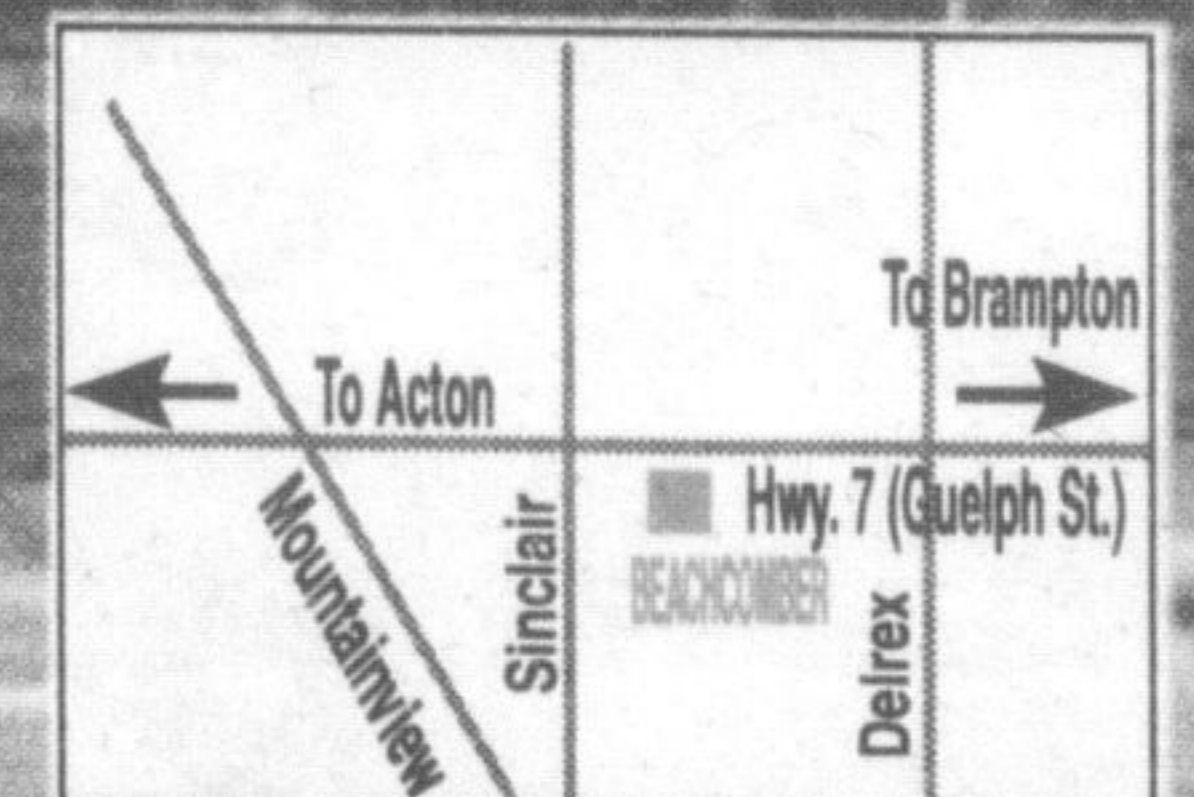 To Brampton
To Acton
Hwy. 7 (Guelph St.)
Mountainview
Sinclair
BEACHCOMBER
Delrex